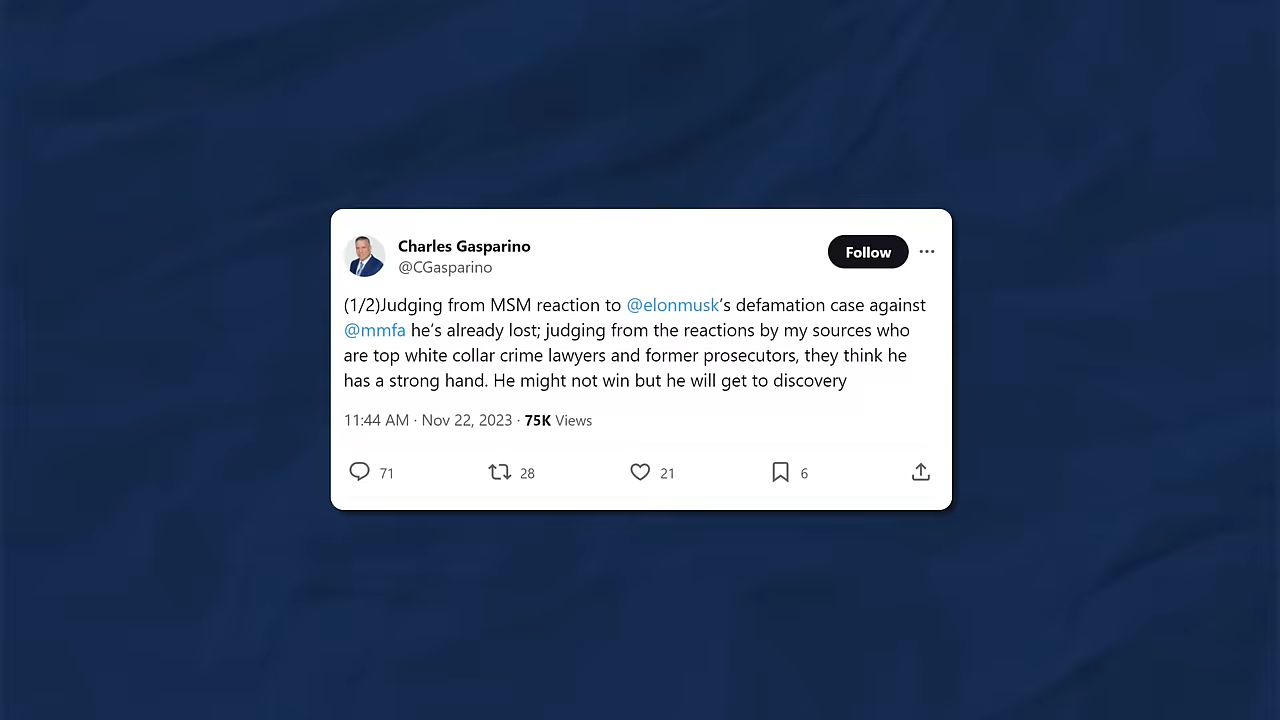 Charles Gasparino
@CGasparino
Follow
(1/2)Judging from MSM reaction to @elonmusk's defamation case against
@mmfa he's already lost; judging from the reactions by my sources who
are top white collar crime lawyers and former prosecutors, they think he
has a strong hand. He might not win but he will get to discovery
11:44 AM · Nov 22, 2023 · 75K Views
71 28 21 6